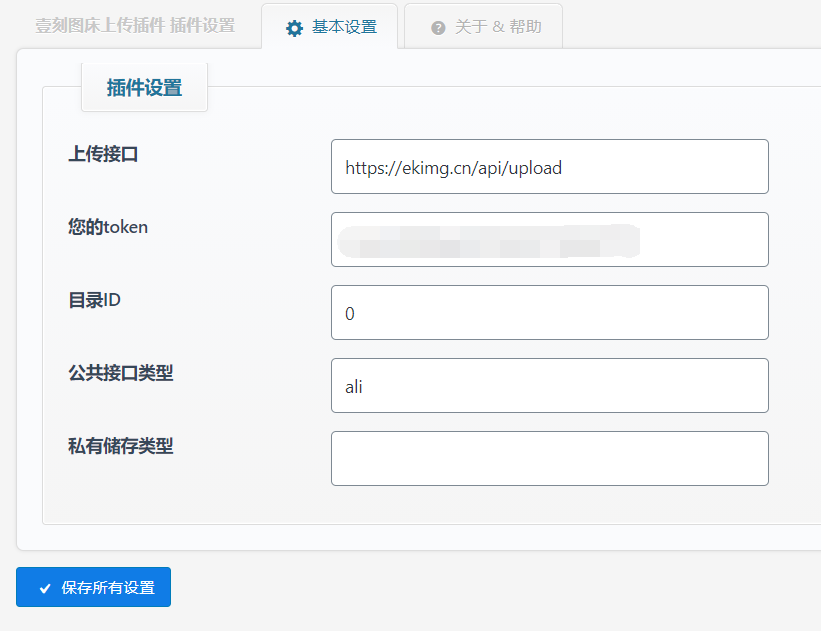 壹刻图床上传插件 插件设置
基本设置
关于 & 帮助
插件设置
上传接口
https://ekimg.cn/api/upload
您的token
目录ID
0
公共接口类型
ali
私有储存类型
保存所有设置